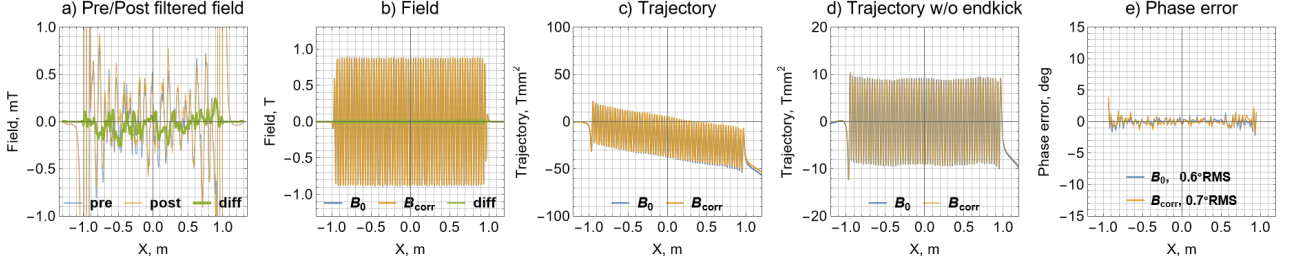 a) Pre/Post filtered field
1.0
0.5
0.0
−0.5
−1.0
Field, mT
pre post diff
−1.0 −0.5 0.0 0.5 1.0
X, m
b) Field
1.0
0.5
0.0
−0.5
−1.0
Field, T
B0 Bcorr diff
−1.0 −0.5 0.0 0.5 1.0
X, m
c) Trajectory
100
50
0
−50
−100
Trajectory, Tmm²
B0 Bcorr
−1.0 −0.5 0.0 0.5 1.0
X, m
d) Trajectory w/o endkick
20
10
0
−10
−20
Trajectory, Tmm²
B0 Bcorr
−1.0 −0.5 0.0 0.5 1.0
X, m
e) Phase error
15
10
5
0
−5
−10
−15
Phase error, deg
B0, 0.6°RMS
Bcorr, 0.7°RMS
−1.0 −0.5 0.0 0.5 1.0
X, m